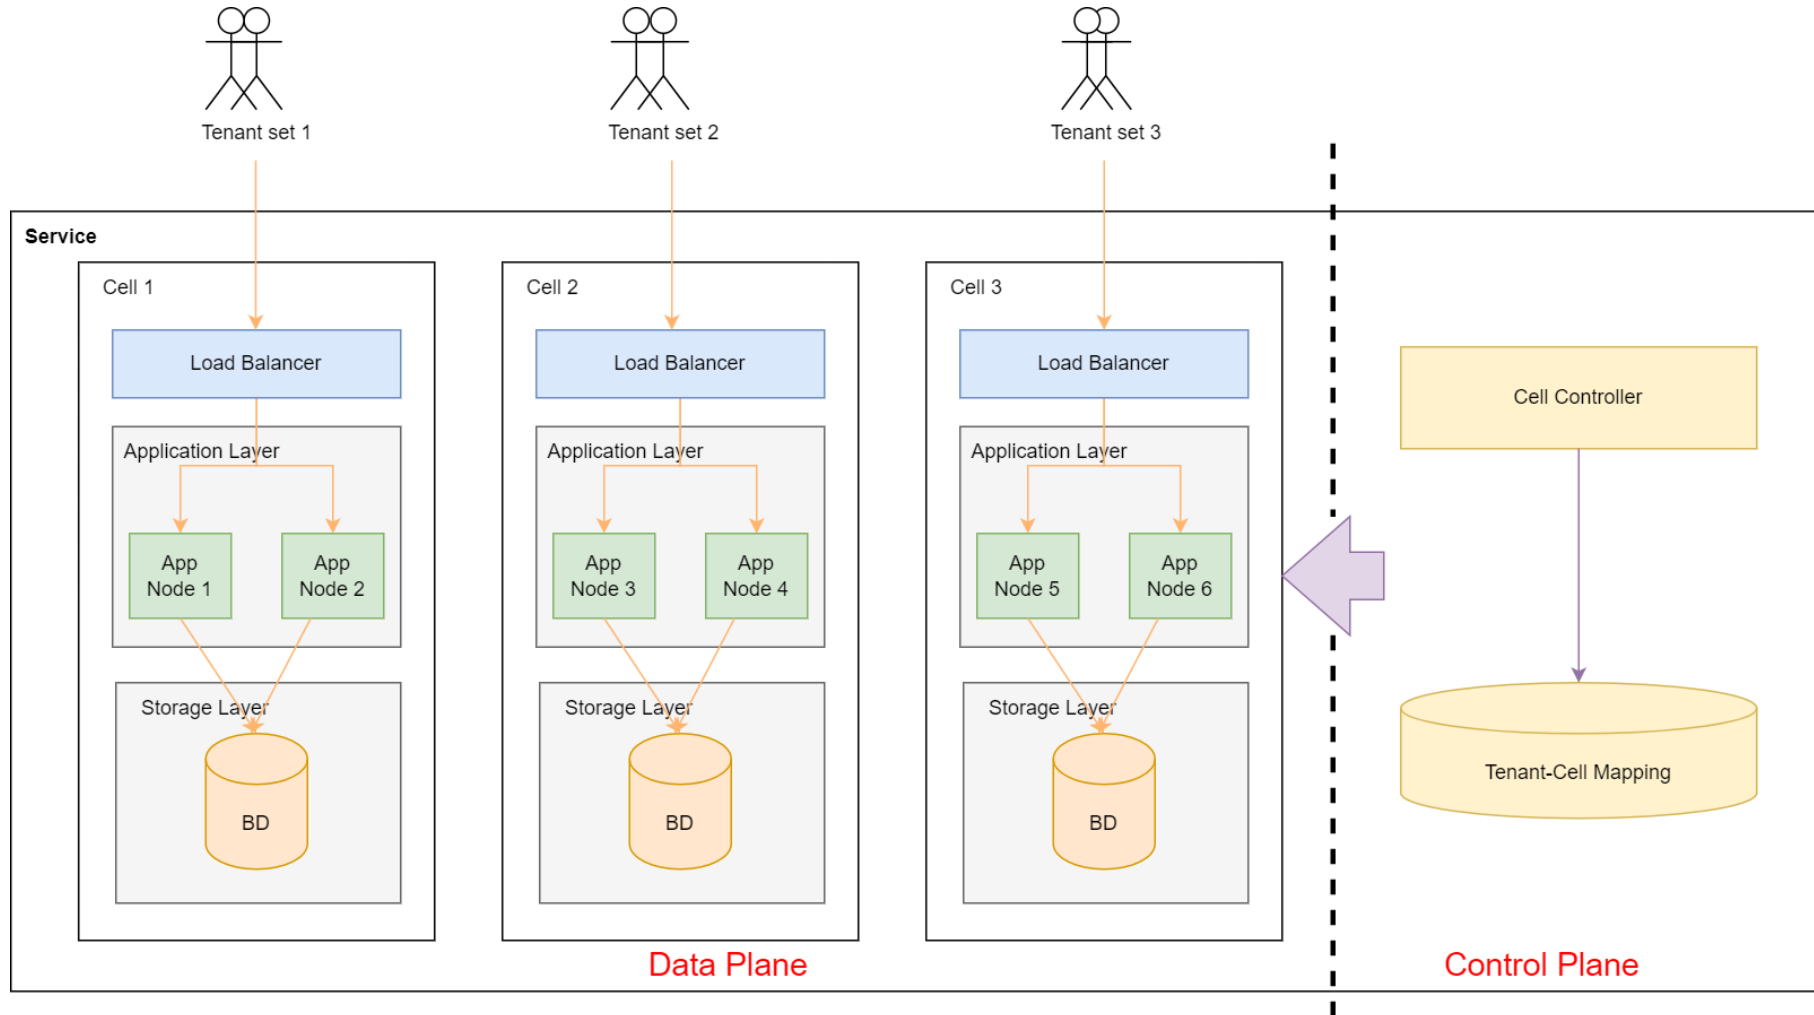 Tenant set 1
Tenant set 2
Tenant set 3
Service
Cell 1
Cell 2
Cell 3
Load Balancer
Load Balancer
Load Balancer
Cell Controller
Application Layer
Application Layer
Application Layer
App
Node 1
App
Node 2
App
Node 3
App
Node 4
App
Node 5
App
Node 6
Storage Layer
Storage Layer
Storage Layer
Tenant-Cell Mapping
BD
BD
BD
Data Plane
Control Plane